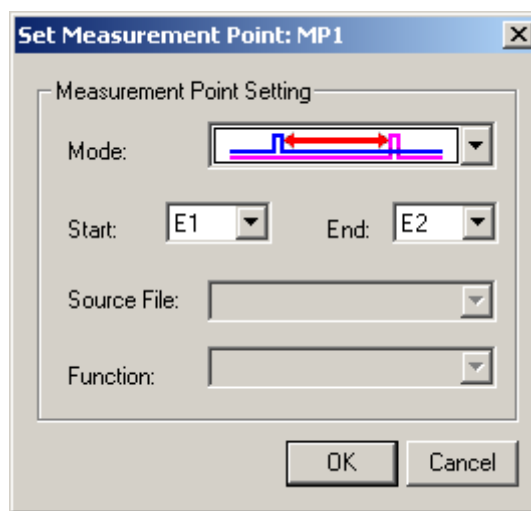 Set Measurement Point: MP1
Measurement Point Setting
Mode:
Start: E1 End: E2
Source File:
Function:
OK Cancel